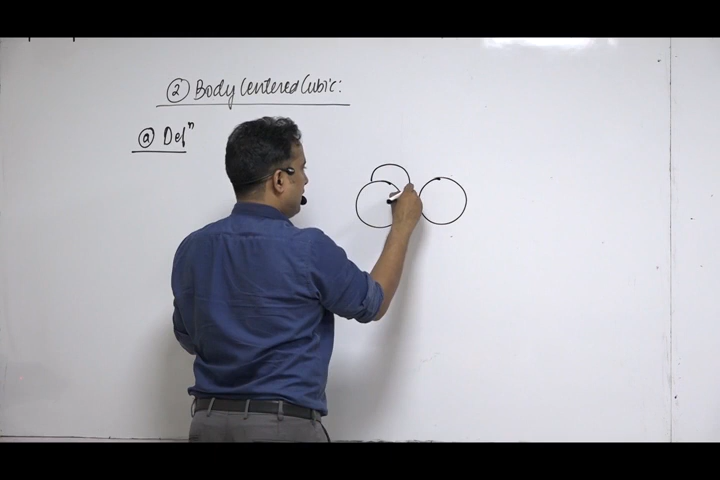 ② Body Centered Cubic:
ⓐ Defⁿ